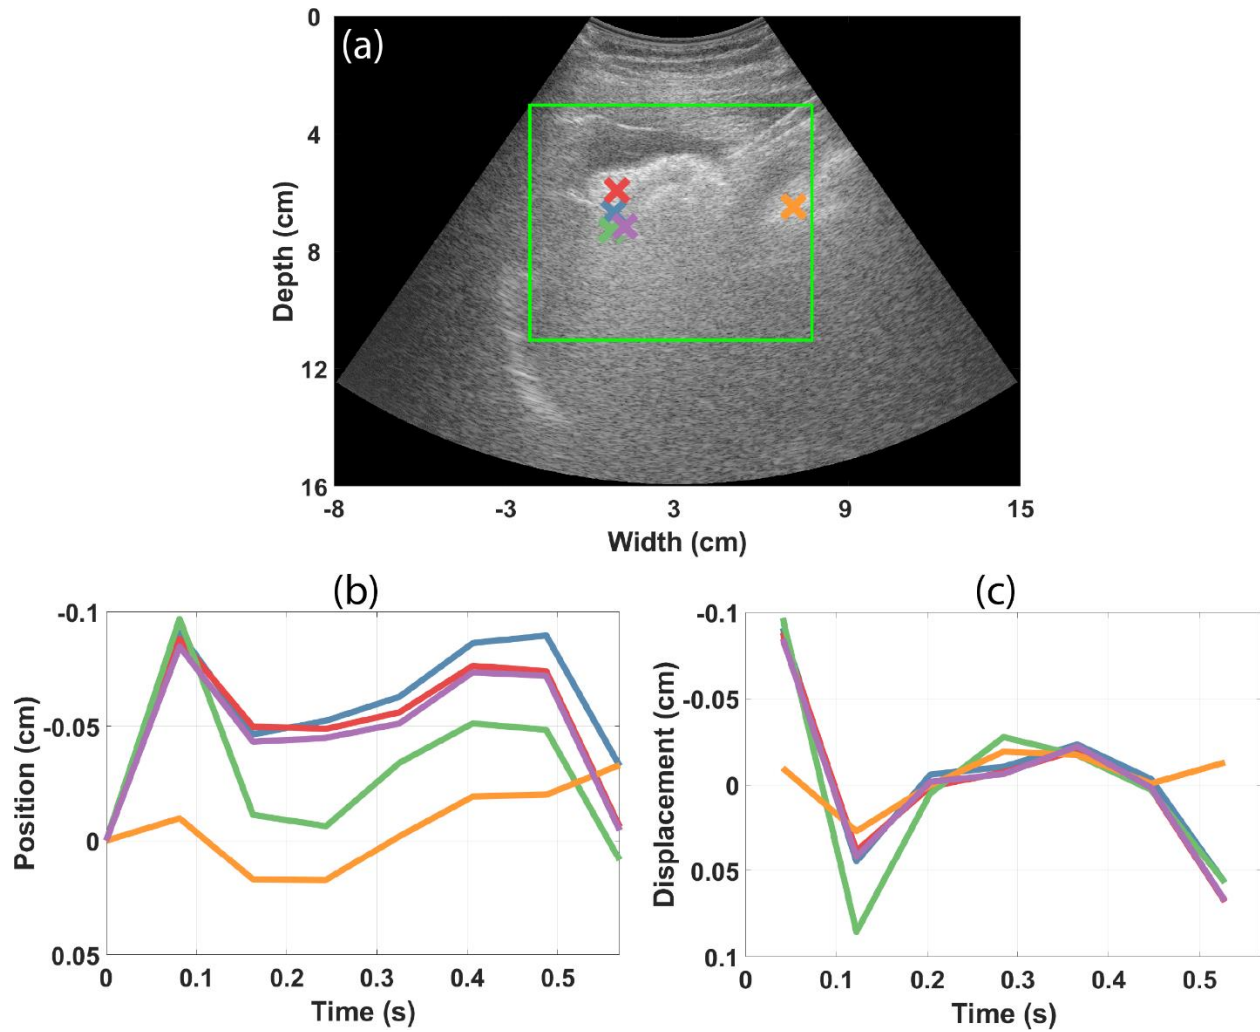 (a)
0
4
8
12
16
Depth (cm)
-8 -3 3 9 15
Width (cm)
(b)
-0.1
-0.05
0
0.05
Position (cm)
0 0.1 0.2 0.3 0.4 0.5
Time (s)
(c)
-0.1
-0.05
0
0.05
0.1
Displacement (cm)
0 0.1 0.2 0.3 0.4 0.5
Time (s)